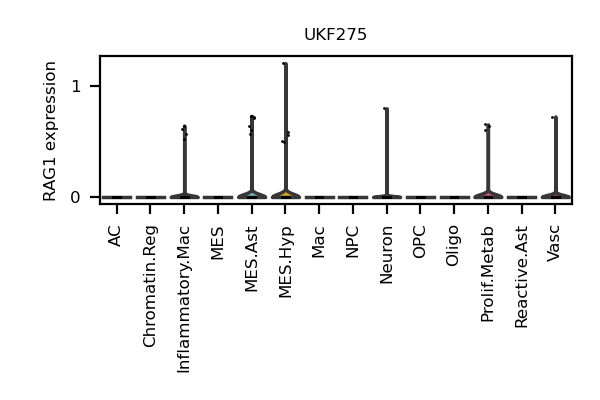 UKF275
RAG1 expression
1
0
AC
Chromatin.Reg
Inflammatory.Mac
MES
MES.Ast
MES.Hyp
Mac
NPC
Neuron
OPC
Oligo
Prolif.Metab
Reactive.Ast
Vasc